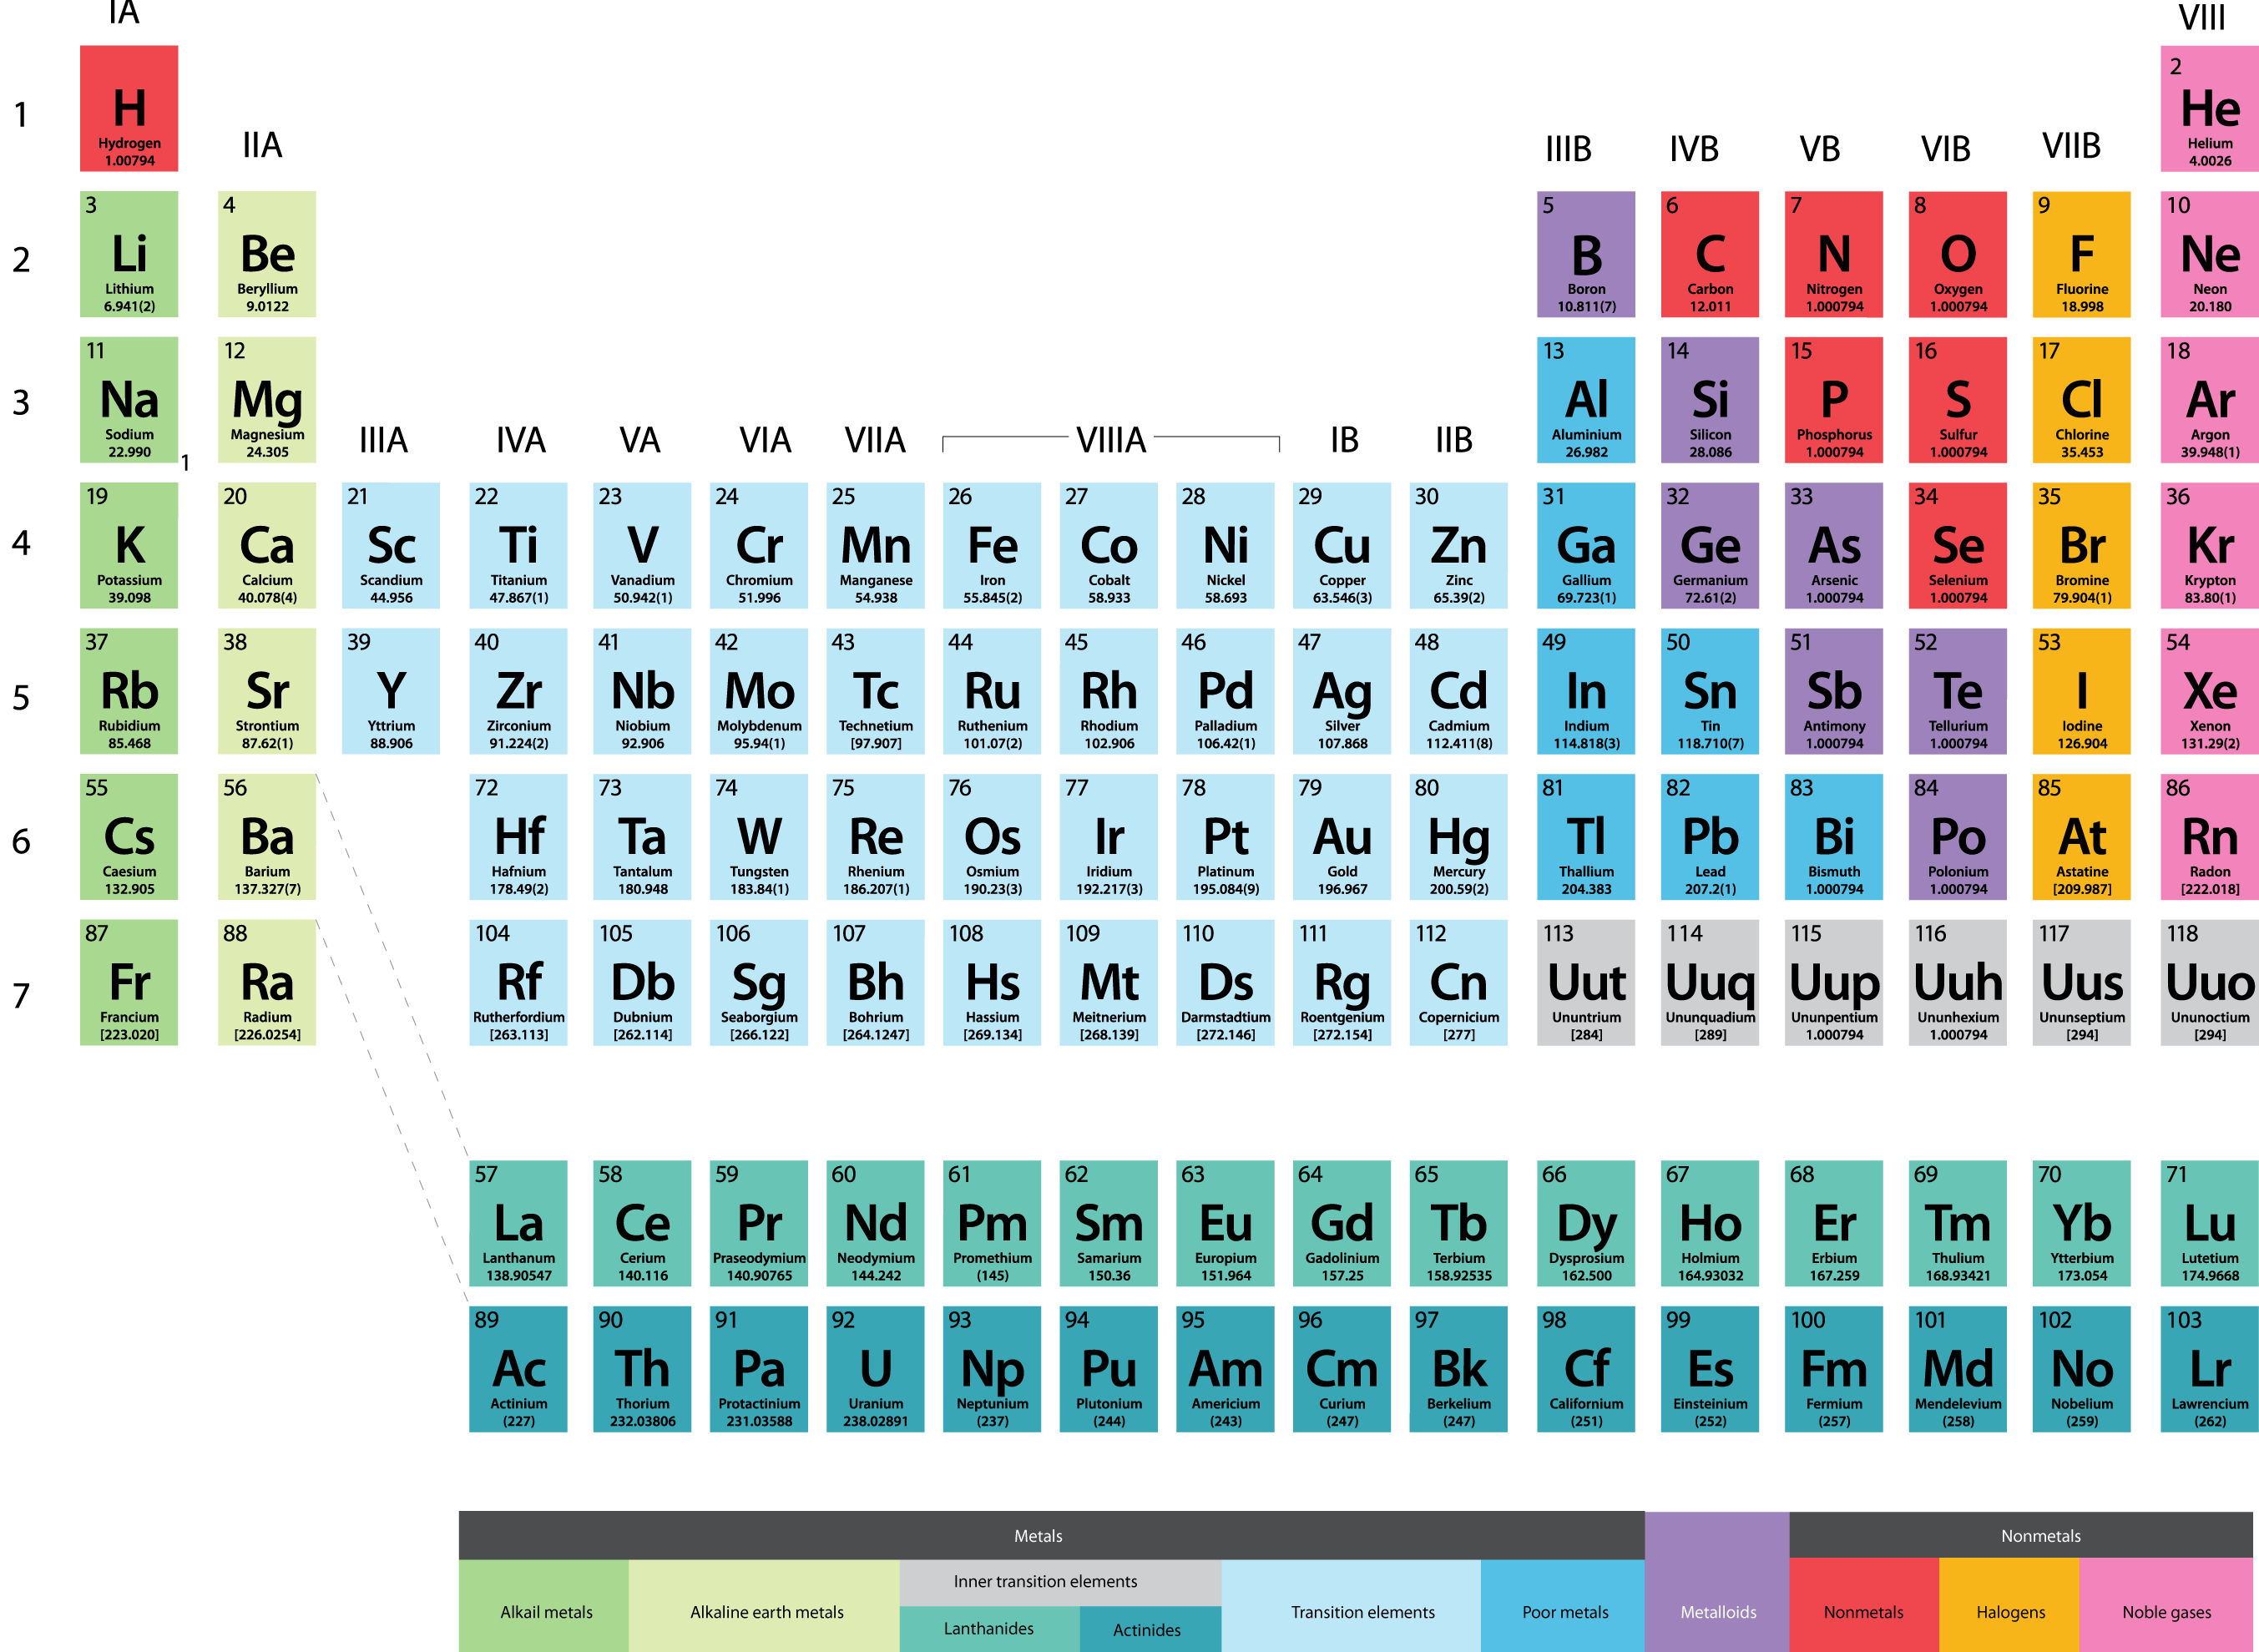 IA
VIII
1
H
Hydrogen
1.00794
2
He
Helium
4.0026
IIA
IIIB IVB VB VIB VIIB
2
3
Li
Lithium
6.941(2)
4
Be
Beryllium
9.0122
5
B
Boron
10.811(7)
6
C
Carbon
12.011
7
N
Nitrogen
1.000794
8
O
Oxygen
1.000794
9
F
Fluorine
18.998
10
Ne
Neon
20.180
3
11
Na
Sodium
22.990
1
12
Mg
Magnesium
24.305
IIIA IVA VA VIA VIIA VIIIA IB IIB
13
Al
Aluminium
26.982
14
Si
Silicon
28.086
15
P
Phosphorus
1.000794
16
S
Sulfur
1.000794
17
Cl
Chlorine
35.453
18
Ar
Argon
39.948(1)
4
19
K
Potassium
39.098
20
Ca
Calcium
40.078(4)
21
Sc
Scandium
44.956
22
Ti
Titanium
47.867(1)
23
V
Vanadium
50.942(1)
24
Cr
Chromium
51.996
25
Mn
Manganese
54.938
26
Fe
Iron
55.845(2)
27
Co
Cobalt
58.933
28
Ni
Nickel
58.693
29
Cu
Copper
63.546(3)
30
Zn
Zinc
65.39(2)
31
Ga
Gallium
69.723(1)
32
Ge
Germanium
72.61(2)
33
As
Arsenic
1.000794
34
Se
Selenium
1.000794
35
Br
Bromine
79.904(1)
36
Kr
Krypton
83.80(1)
5
37
Rb
Rubidium
85.468
38
Sr
Strontium
87.62(1)
39
Y
Yttrium
88.906
40
Zr
Zirconium
91.224(2)
41
Nb
Niobium
92.906
42
Mo
Molybdenum
95.94(1)
43
Tc
Technetium
[97.907]
44
Ru
Ruthenium
101.07(2)
45
Rh
Rhodium
102.906
46
Pd
Palladium
106.42(1)
47
Ag
Silver
107.868
48
Cd
Cadmium
112.411(8)
49
In
Indium
114.818(3)
50
Sn
Tin
118.710(7)
51
Sb
Antimony
1.000794
52
Te
Tellurium
1.000794
53
I
Iodine
126.904
54
Xe
Xenon
131.29(2)
6
55
Cs
Caesium
132.905
56
Ba
Barium
137.327(7)
72
Hf
Hafnium
178.49(2)
73
Ta
Tantalum
180.948
74
W
Tungsten
183.84(1)
75
Re
Rhenium
186.207(1)
76
Os
Osmium
190.23(3)
77
Ir
Iridium
192.217(3)
78
Pt
Platinum
195.084(9)
79
Au
Gold
196.967
80
Hg
Mercury
200.59(2)
81
Tl
Thallium
204.383
82
Pb
Lead
207.2(1)
83
Bi
Bismuth
1.000794
84
Po
Polonium
1.000794
85
At
Astatine
[209.987]
86
Rn
Radon
[222.018]
7
87
Fr
Francium
[223.020]
88
Ra
Radium
[226.0254]
104
Rf
Rutherfordium
[263.113]
105
Db
Dubnium
[262.114]
106
Sg
Seaborgium
[266.122]
107
Bh
Bohrium
[264.1247]
108
Hs
Hassium
[269.134]
109
Mt
Meitnerium
[268.139]
110
Ds
Darmstadtium
[272.146]
111
Rg
Roentgenium
[272.154]
112
Cn
Copernicium
[277]
113
Uut
Ununtrium
[284]
114
Uuq
Ununquadium
[289]
115
Uup
Ununpentium
1.000794
116
Uuh
Ununhexium
1.000794
117
Uus
Ununseptium
[294]
118
Uuo
Ununoctium
[294]
57
La
Lanthanum
138.90547
58
Ce
Cerium
140.116
59
Pr
Praseodymium
140.90765
60
Nd
Neodymium
144.242
61
Pm
Promethium
(145)
62
Sm
Samarium
150.36
63
Eu
Europium
151.964
64
Gd
Gadolinium
157.25
65
Tb
Terbium
158.92535
66
Dy
Dysprosium
162.500
67
Ho
Holmium
164.93032
68
Er
Erbium
167.259
69
Tm
Thulium
168.93421
70
Yb
Ytterbium
173.054
71
Lu
Lutetium
174.9668
89
Ac
Actinium
(227)
90
Th
Thorium
232.03806
91
Pa
Protactinium
231.03588
92
U
Uranium
238.02891
93
Np
Neptunium
(237)
94
Pu
Plutonium
(244)
95
Am
Americium
(243)
96
Cm
Curium
(247)
97
Bk
Berkelium
(247)
98
Cf
Californium
(251)
99
Es
Einsteinium
(252)
100
Fm
Fermium
(257)
101
Md
Mendelevium
(258)
102
No
Nobelium
(259)
103
Lr
Lawrencium
(262)
Metals
Nonmetals
Alkail metals
Alkaline earth metals
Inner transition elements
Lanthanides
Actinides
Transition elements
Poor metals
Metalloids
Nonmetals
Halogens
Noble gases